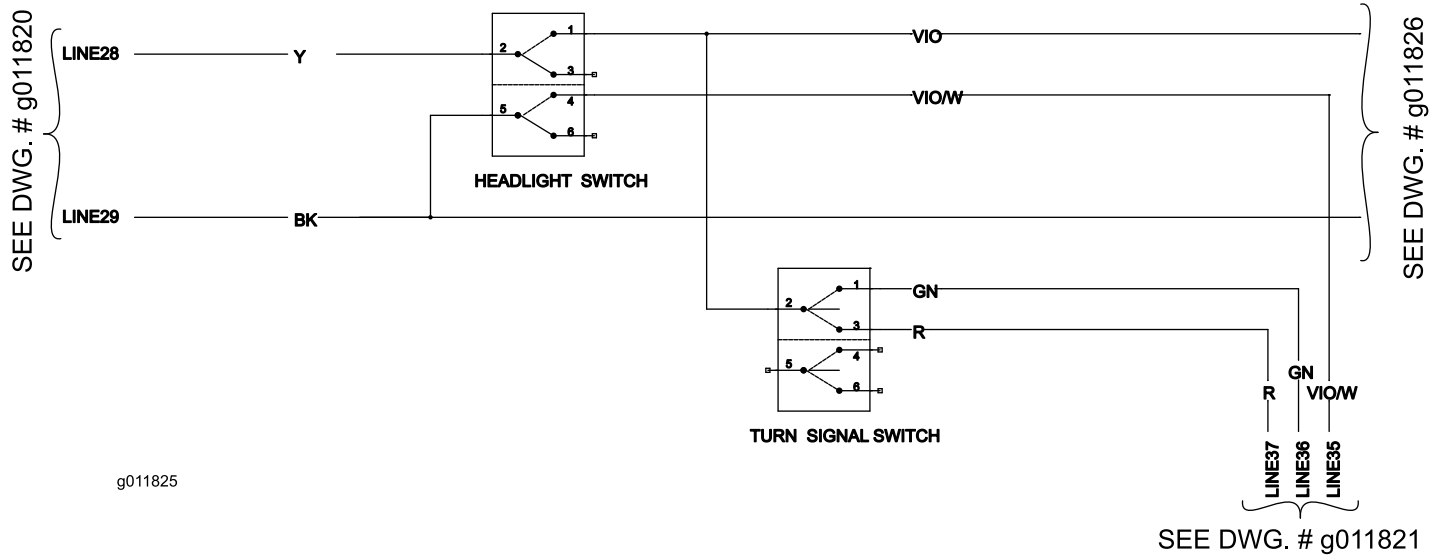 SEE DWG. # g011820
LINE28
Y
2
1
3
5
4
6
HEADLIGHT SWITCH
VIO
VIO/W
SEE DWG. # g011826
LINE29
BK
2
1
3
5
4
6
TURN SIGNAL SWITCH
GN
R
R
GN
VIO/W
LINE37
LINE36
LINE35
g011825
SEE DWG. # g011821